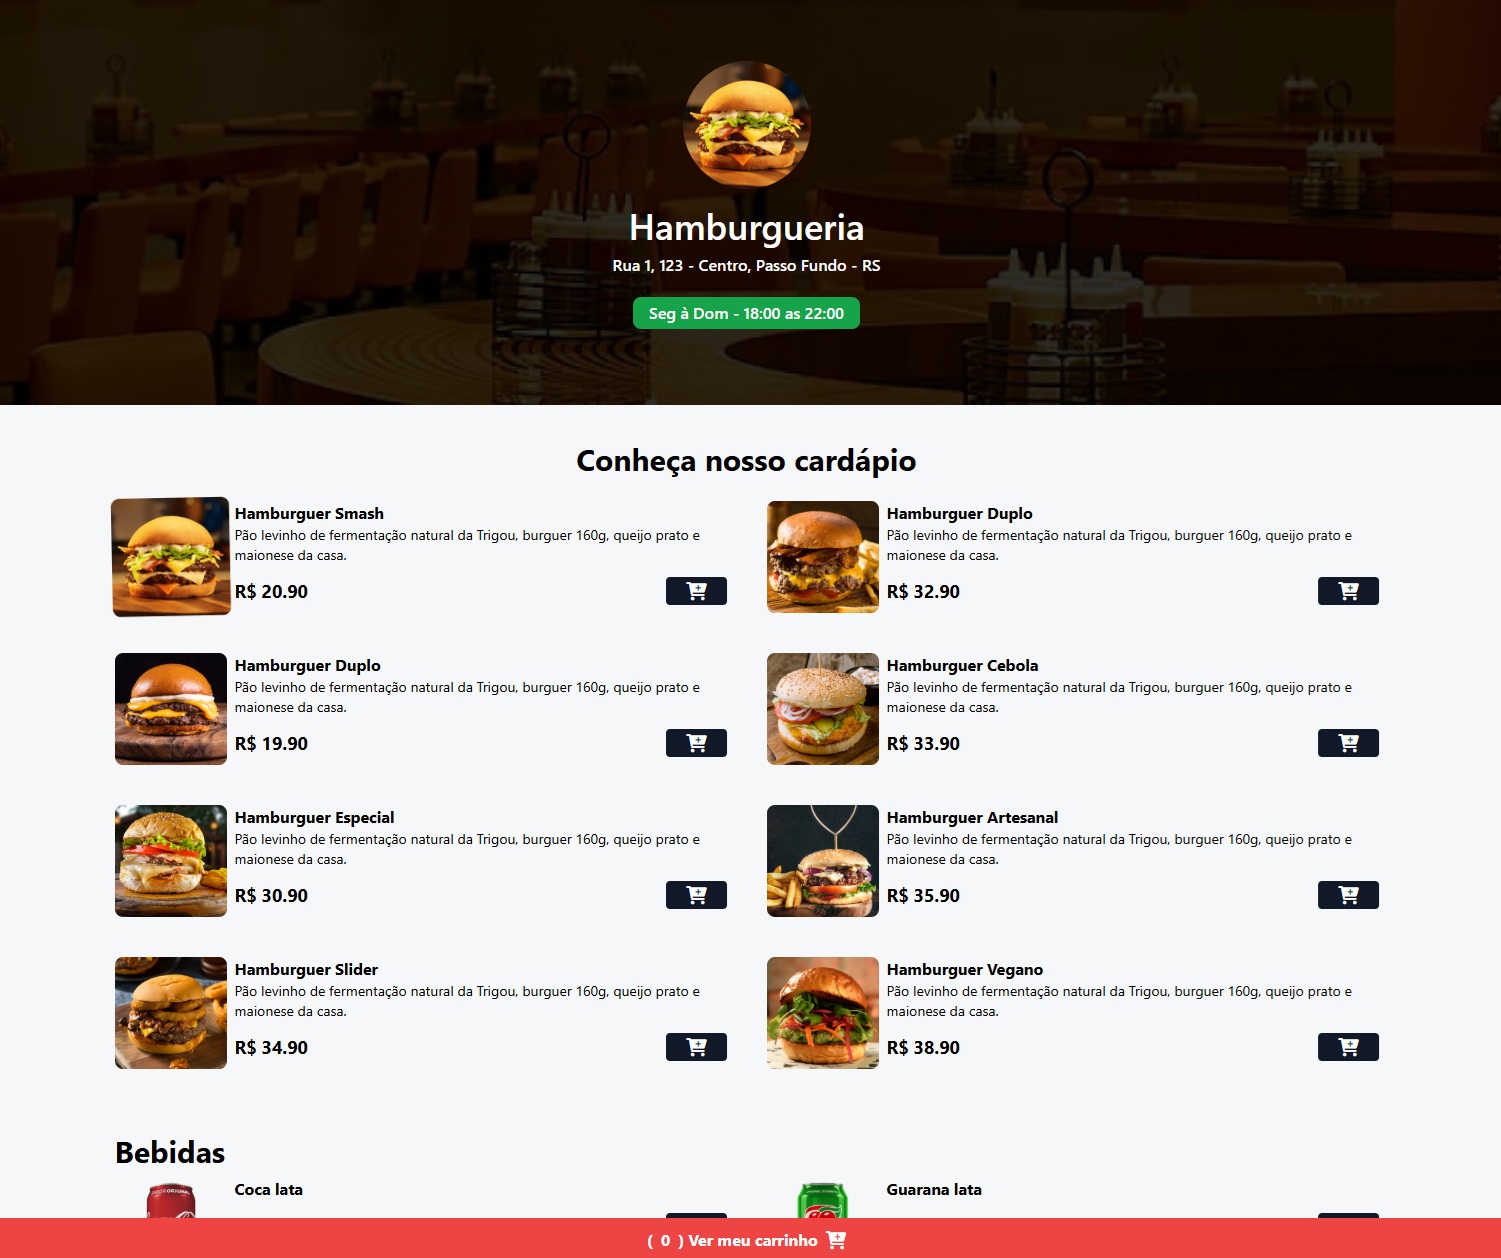 Hamburgueria
Rua 1, 123 - Centro, Passo Fundo - RS
Seg à Dom - 18:00 as 22:00
Conheça nosso cardápio
Hamburguer Smash
Pão levinho de fermentação natural da Trigou, burguer 160g, queijo prato e
maionese da casa.
R$ 20.90
Hamburguer Duplo
Pão levinho de fermentação natural da Trigou, burguer 160g, queijo prato e
maionese da casa.
R$ 32.90
Hamburguer Duplo
Pão levinho de fermentação natural da Trigou, burguer 160g, queijo prato e
maionese da casa.
R$ 19.90
Hamburguer Cebola
Pão levinho de fermentação natural da Trigou, burguer 160g, queijo prato e
maionese da casa.
R$ 33.90
Hamburguer Especial
Pão levinho de fermentação natural da Trigou, burguer 160g, queijo prato e
maionese da casa.
R$ 30.90
Hamburguer Artesanal
Pão levinho de fermentação natural da Trigou, burguer 160g, queijo prato e
maionese da casa.
R$ 35.90
Hamburguer Slider
Pão levinho de fermentação natural da Trigou, burguer 160g, queijo prato e
maionese da casa.
R$ 34.90
Hamburguer Vegano
Pão levinho de fermentação natural da Trigou, burguer 160g, queijo prato e
maionese da casa.
R$ 38.90
Bebidas
Coca lata
Guarana lata
( 0 ) Ver meu carrinho